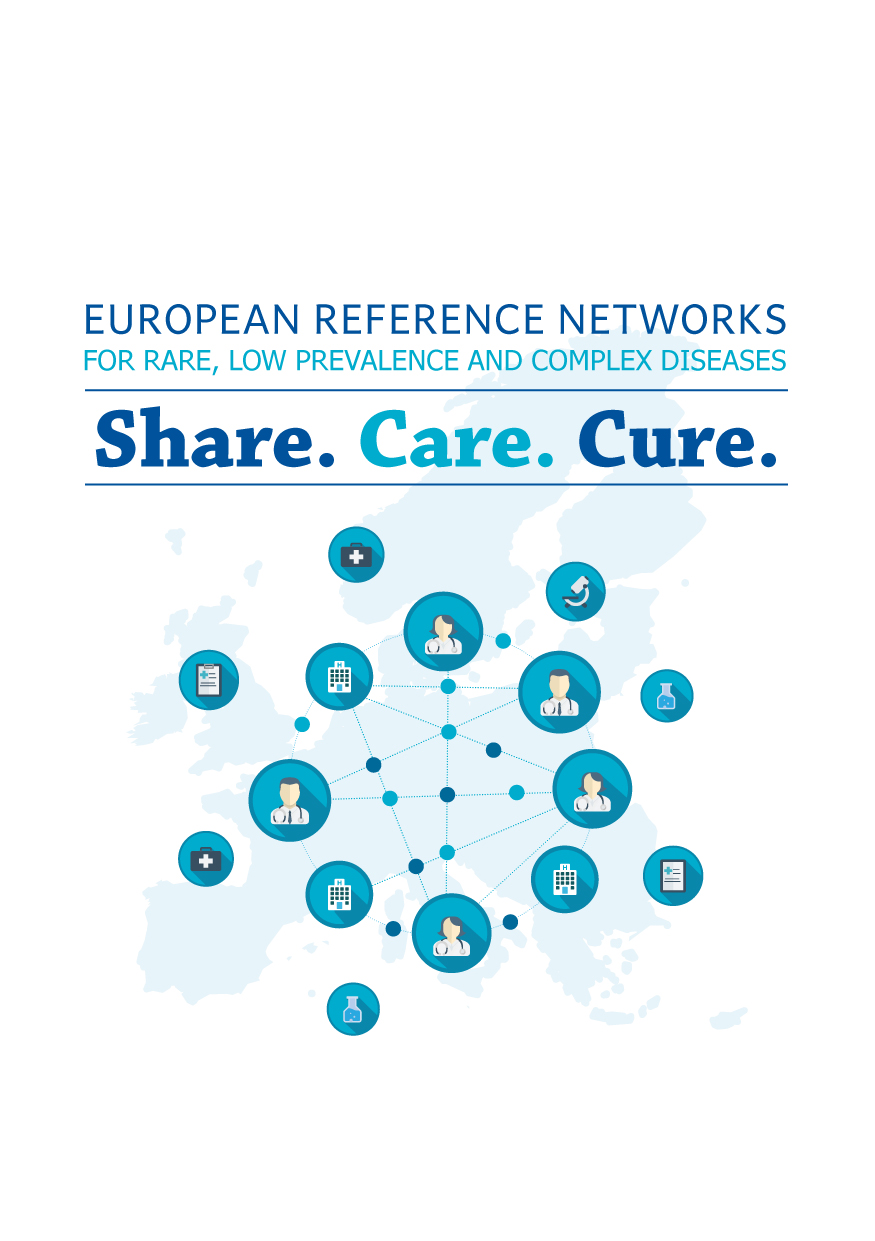 EUROPEAN REFERENCE NETWORKS
FOR RARE, LOW PREVALENCE AND COMPLEX DISEASES
Share. Care. Cure.
H
H
H